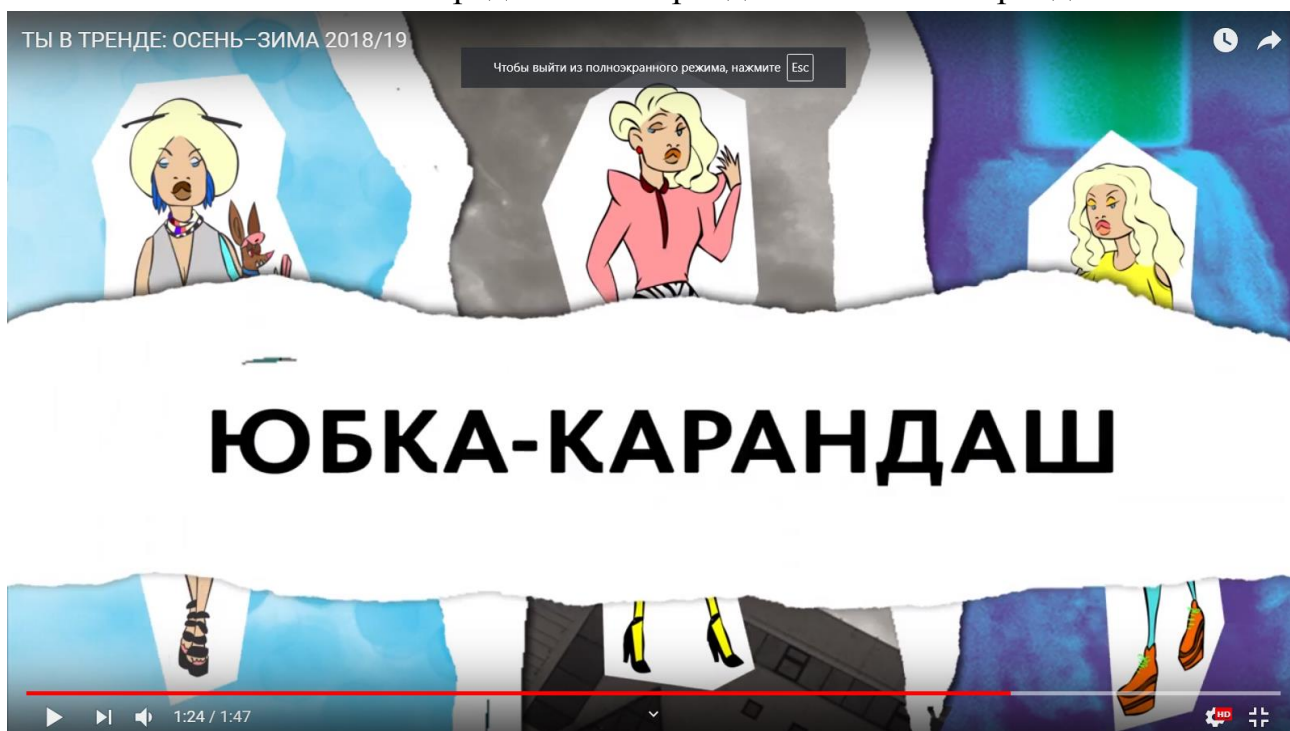 ТЫ В ТРЕНДЕ: ОСЕНЬ–ЗИМА 2018/19
Чтобы выйти из полноэкранного режима, нажмите Esc
ЮБКА-КАРАНДАШ
1:24 / 1:47
HD